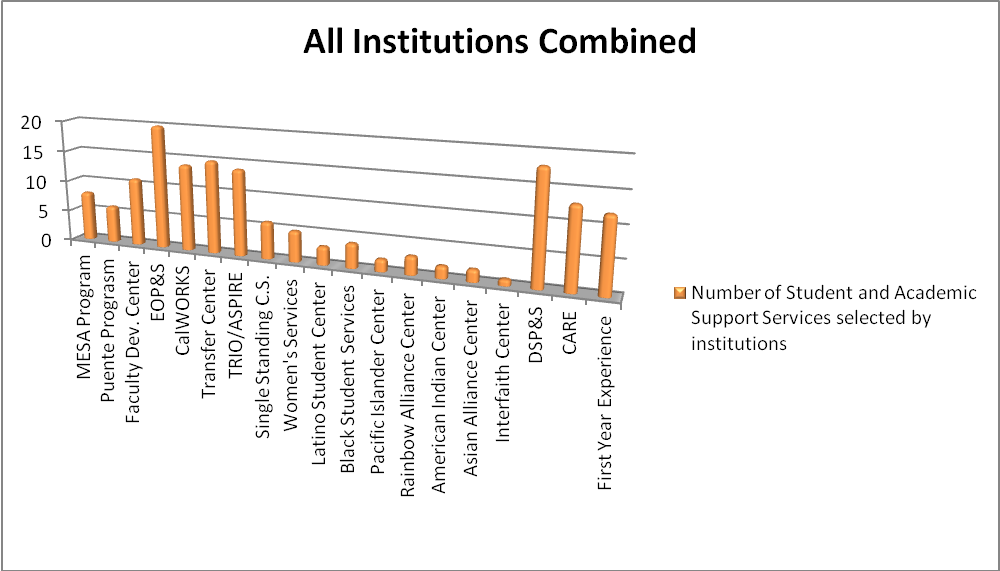 All Institutions Combined
20
15
10
5
0
MESA Program
Puente Prograsm
Faculty Dev. Center
EOP&S
CalWORKS
Transfer Center
TRIO/ASPIRE
Single Standing C.S.
Women's Services
Latino Student Center
Black Student Services
Pacific Islander Center
Rainbow Alliance Center
American Indian Center
Asian Alliance Center
Interfaith Center
DSP&S
CARE
First Year Experience
Number of Student and Academic
Support Services selected by
institutions